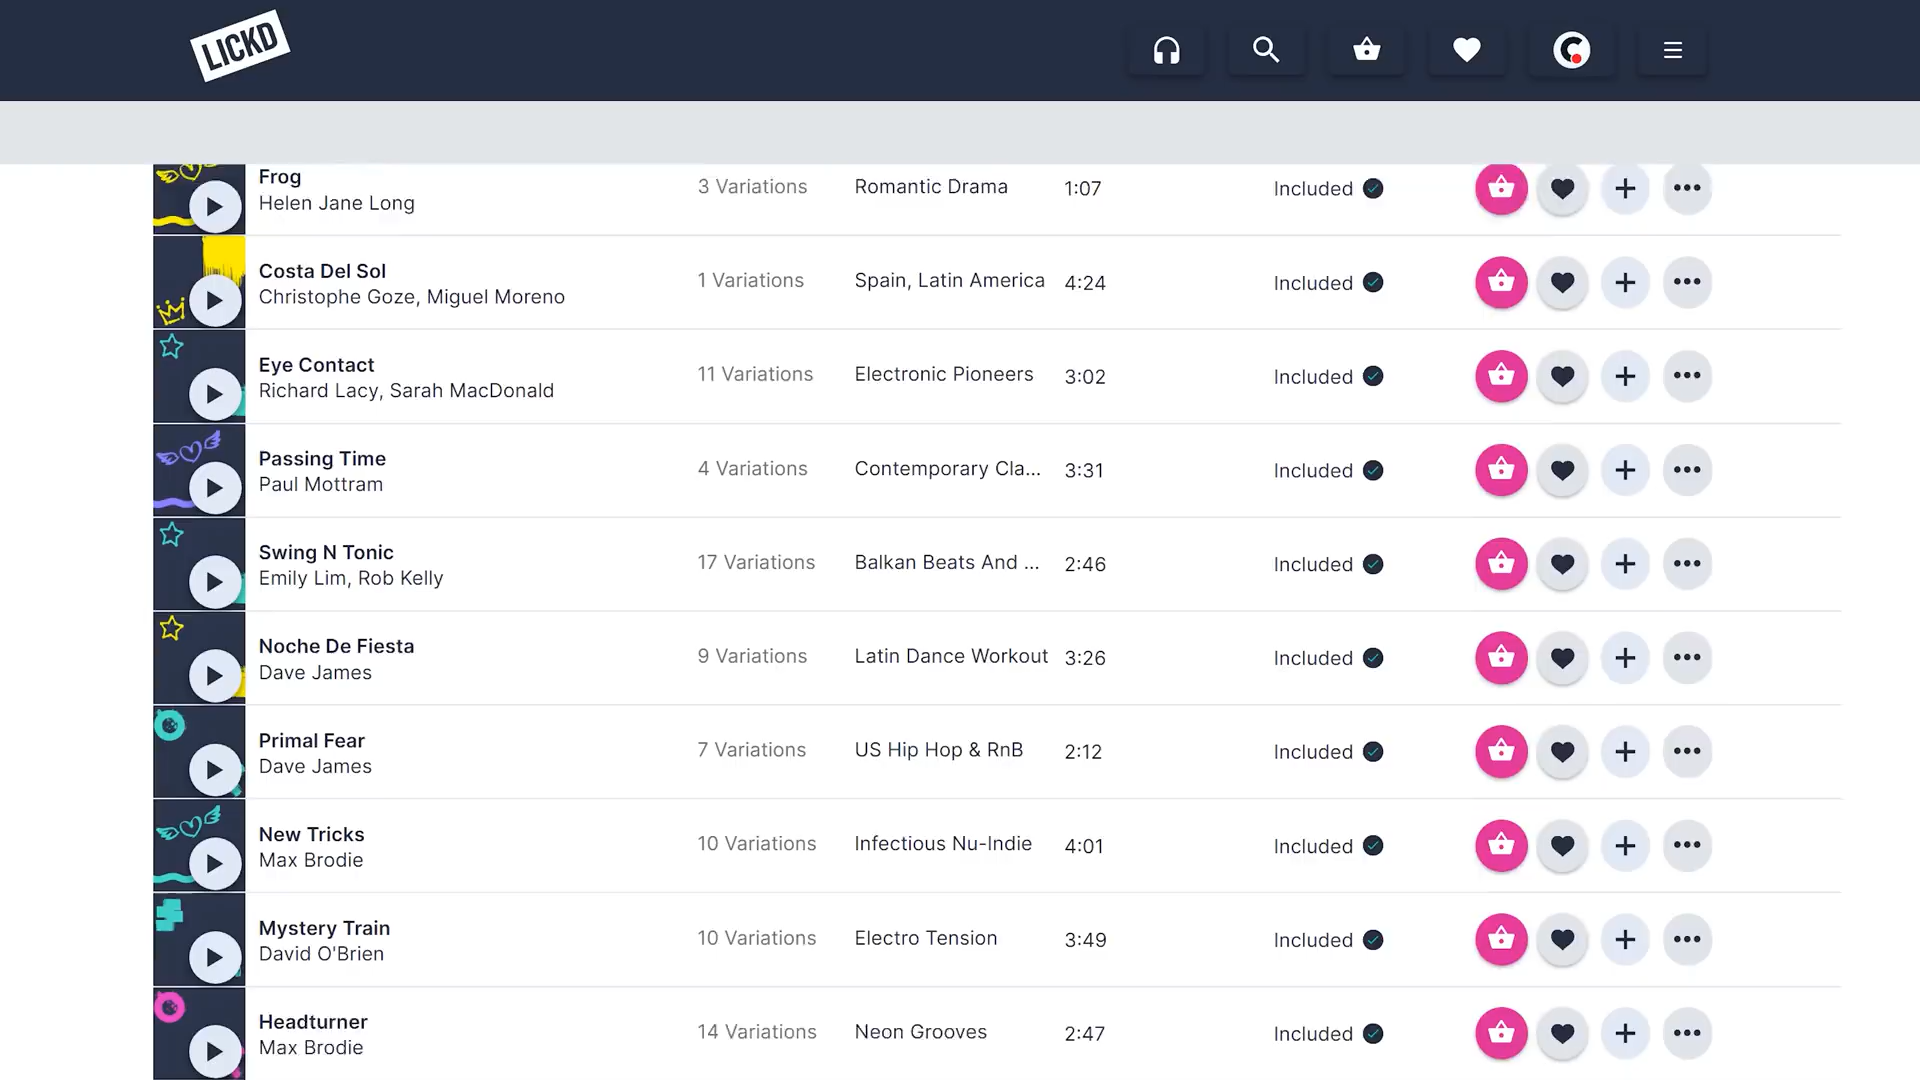 LICKD
Frog
Helen Jane Long
3 Variations
Romantic Drama
1:07
Included
Costa Del Sol
Christophe Goze, Miguel Moreno
1 Variations
Spain, Latin America
4:24
Included
Eye Contact
Richard Lacy, Sarah MacDonald
11 Variations
Electronic Pioneers
3:02
Included
Passing Time
Paul Mottram
4 Variations
Contemporary Cla...
3:31
Included
Swing N Tonic
Emily Lim, Rob Kelly
17 Variations
Balkan Beats And ...
2:46
Included
Noche De Fiesta
Dave James
9 Variations
Latin Dance Workout
3:26
Included
Primal Fear
Dave James
7 Variations
US Hip Hop & RnB
2:12
Included
New Tricks
Max Brodie
10 Variations
Infectious Nu-Indie
4:01
Included
Mystery Train
David O'Brien
10 Variations
Electro Tension
3:49
Included
Headturner
Max Brodie
14 Variations
Neon Grooves
2:47
Included